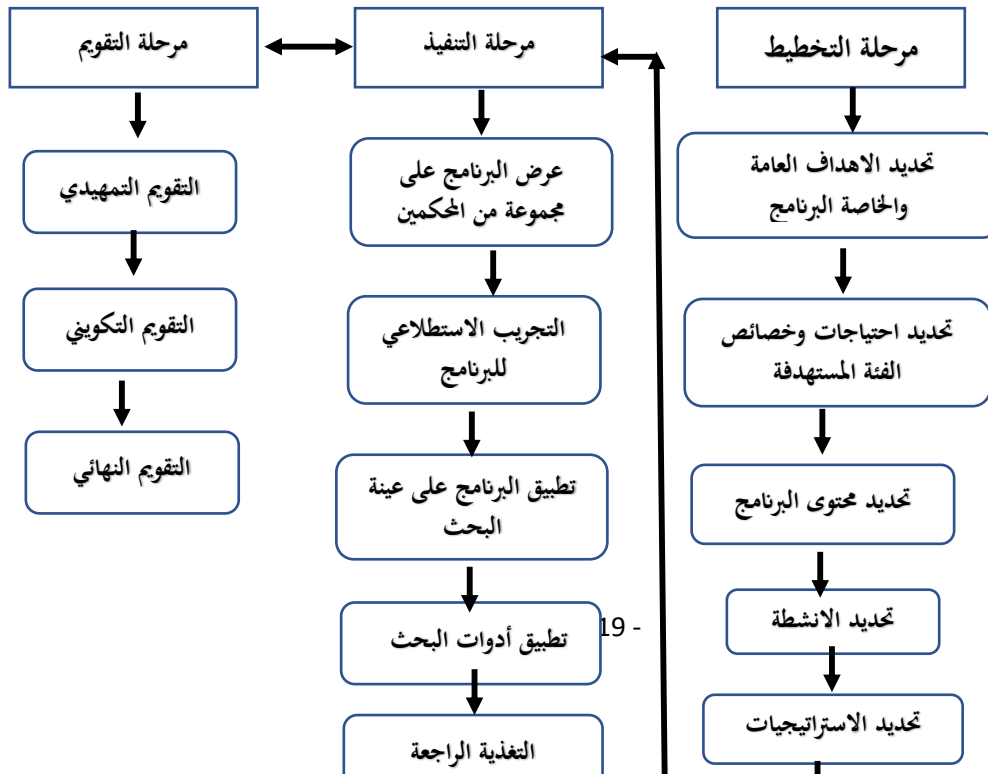 مرحلة التخطيط
تحديد الاهداف العامة
والخاصة البرنامج
تحديد احتياجات وخصائص
الفئة المستهدفة
تحديد محتوى البرنامج
تحديد الانشطة
تحديد الاستراتيجيات
مرحلة التنفيذ
عرض البرنامج على
مجموعة من المحكمين
التجريب الاستطلاعي
للبرنامج
تطبيق البرنامج على عينة
البحث
تطبيق أدوات البحث
التغذية الراجعة
مرحلة التقويم
التقويم التمهيدي
التقويم التكويني
التقويم النهائي
19 -